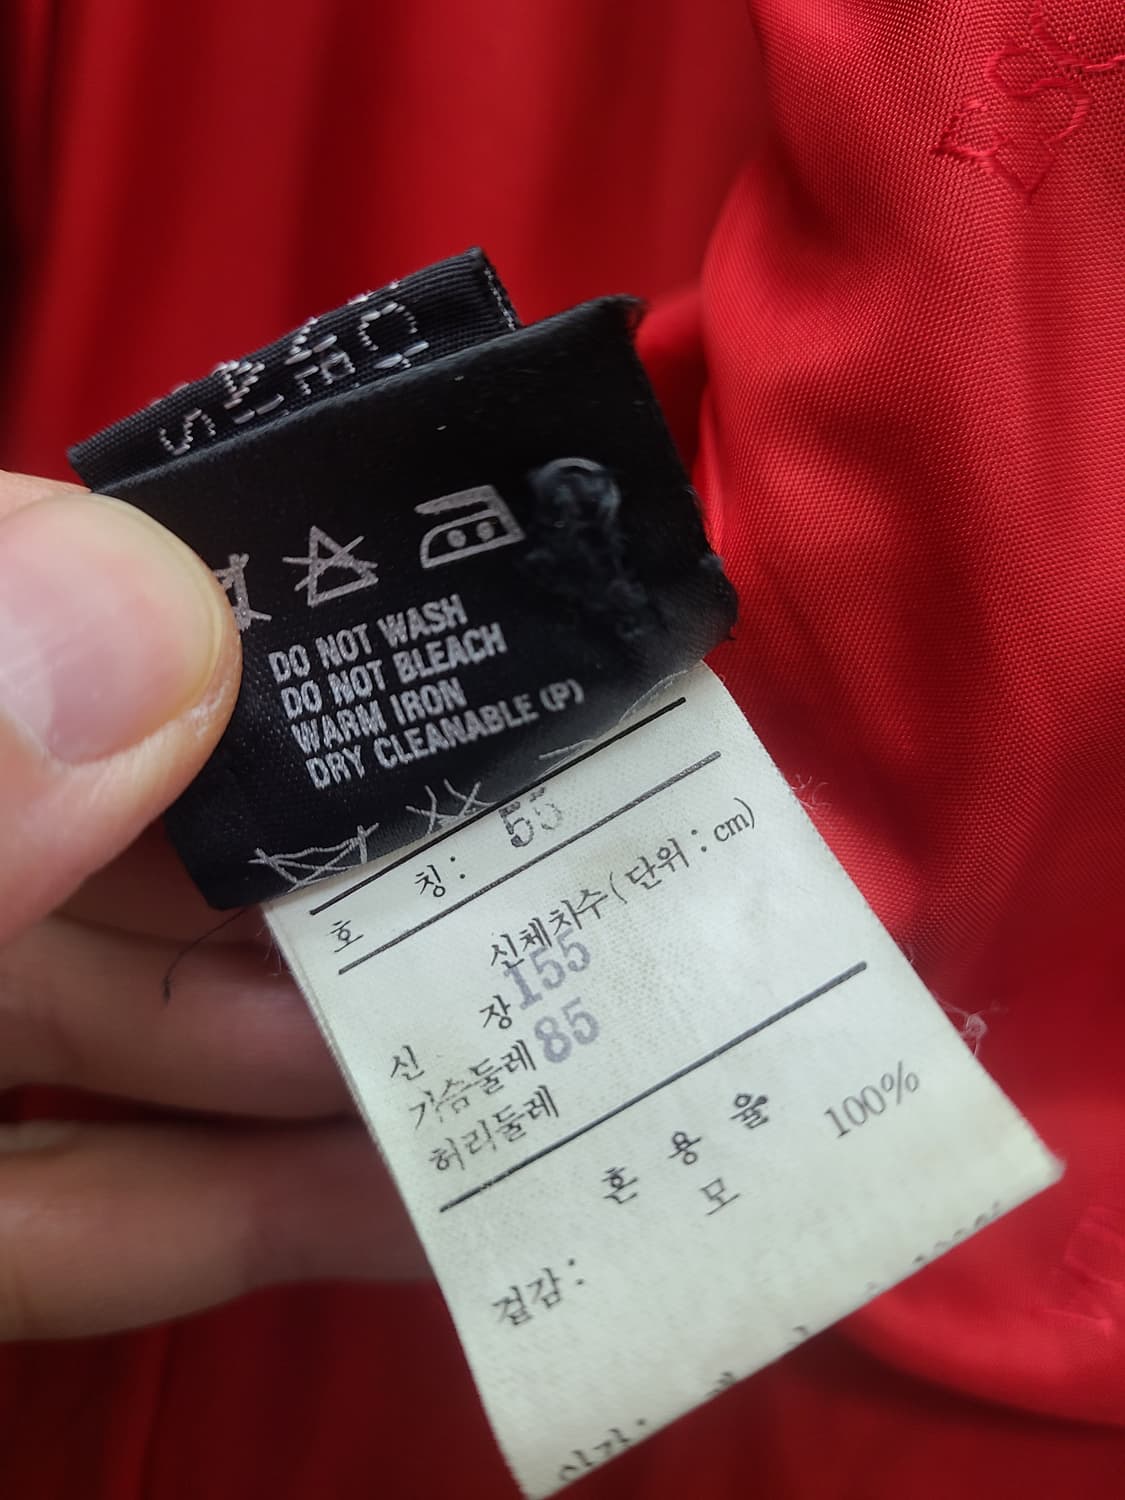 DO NOT WASH
DO NOT BLEACH
WARM IRON
DRY CLEANABLE (P)
호 칭: 55
신체치수(단위:cm)
신 장 155
가슴둘레 85
허리둘레
혼 용 율
겉감: 모 100%